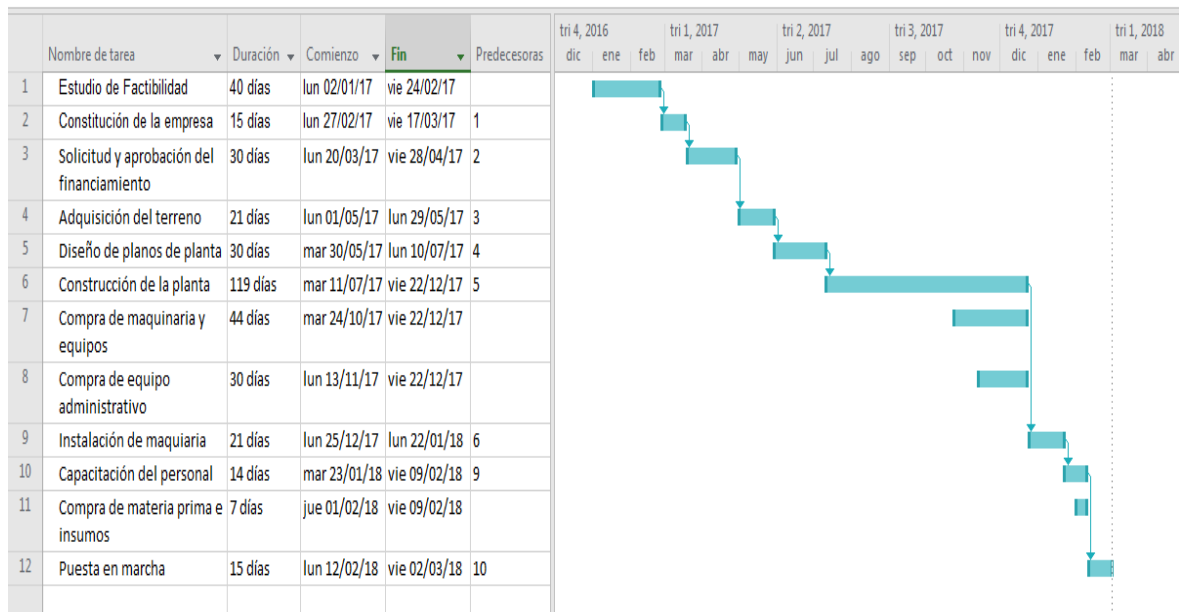 tri 4, 2016 tri 1, 2017 tri 2, 2017 tri 3, 2017 tri 4, 2017 tri 1, 2018
Nombre de tarea Duración Comienzo Fin Predecesoras dic ene feb mar abr may jun jul ago sep oct nov dic ene feb mar abr
1 Estudio de Factibilidad 40 días lun 02/01/17 vie 24/02/17
2 Constitución de la empresa 15 días lun 27/02/17 vie 17/03/17 1
3 Solicitud y aprobación del 30 días lun 20/03/17 vie 28/04/17 2
financiamiento
4 Adquisición del terreno 21 días lun 01/05/17 lun 29/05/17 3
5 Diseño de planos de planta 30 días mar 30/05/17 lun 10/07/17 4
6 Construcción de la planta 119 días mar 11/07/17 vie 22/12/17 5
7 Compra de maquinaria y 44 días mar 24/10/17 vie 22/12/17
equipos
8 Compra de equipo 30 días lun 13/11/17 vie 22/12/17
administrativo
9 Instalación de maquiaria 21 días lun 25/12/17 lun 22/01/18 6
10 Capacitación del personal 14 días mar 23/01/18 vie 09/02/18 9
11 Compra de materia prima e 7 días jue 01/02/18 vie 09/02/18
insumos
12 Puesta en marcha 15 días lun 12/02/18 vie 02/03/18 10